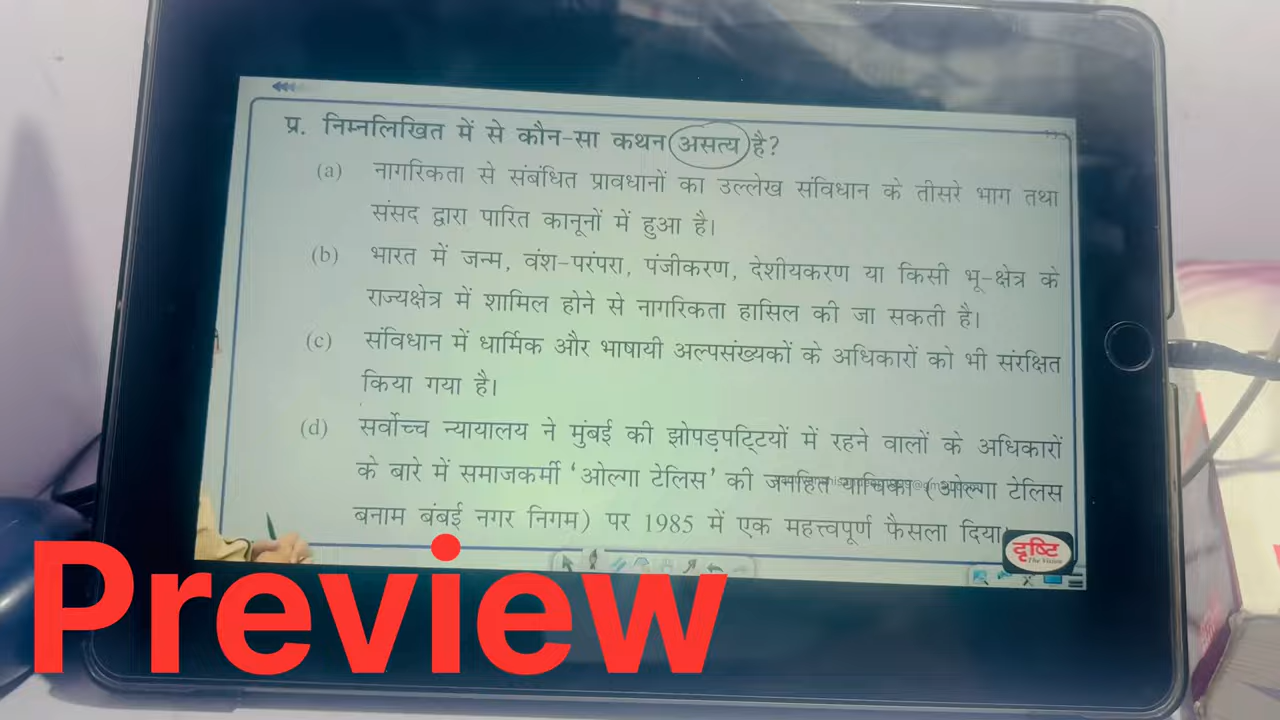 प्र. निम्नलिखित में से कौन-सा कथन असत्य है?
(a) नागरिकता से संबंधित प्रावधानों का उल्लेख संविधान के तीसरे भाग तथा
संसद द्वारा पारित कानूनों में हुआ है।
(b) भारत में जन्म, वंश-परंपरा, पंजीकरण, देशीयकरण या किसी भू-क्षेत्र के
राज्यक्षेत्र में शामिल होने से नागरिकता हासिल की जा सकती है।
(c) संविधान में धार्मिक और भाषायी अल्पसंख्यकों के अधिकारों को भी संरक्षित
किया गया है।
(d) सर्वोच्च न्यायालय ने मुंबई की झोपड़पट्टियों में रहने वालों के अधिकारों
के बारे में समाजकर्मी 'ओल्गा टेलिस' की जनहित याचिका (ओल्गा टेलिस
बनाम बंबई नगर निगम) पर 1985 में एक महत्त्वपूर्ण फैसला दिया।
दृष्टि
The Vision
Preview